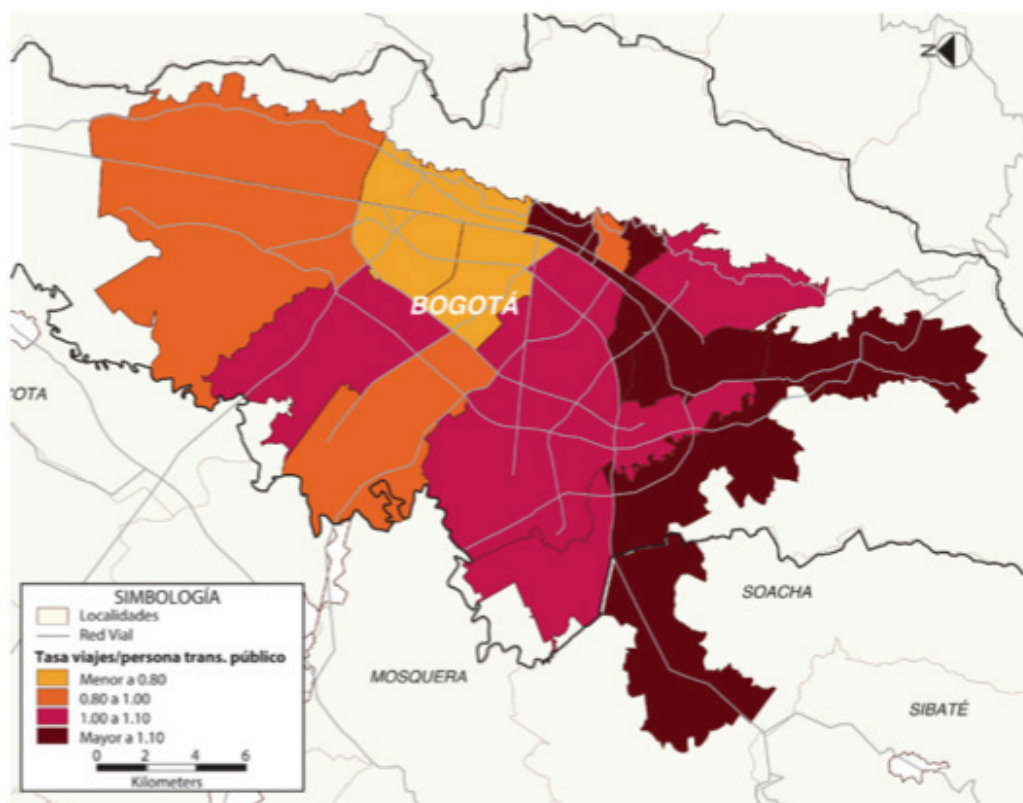 N
BOGOTÁ
OTA
SOACHA
MOSQUERA
SIBATÉ
SIMBOLOGÍA
Localidades
Red Vial
Tasa viajes/persona trans. público
Menor a 0.80
0.80 a 1.00
1.00 a 1.10
Mayor a 1.10
0 2 4 6
Kilometers